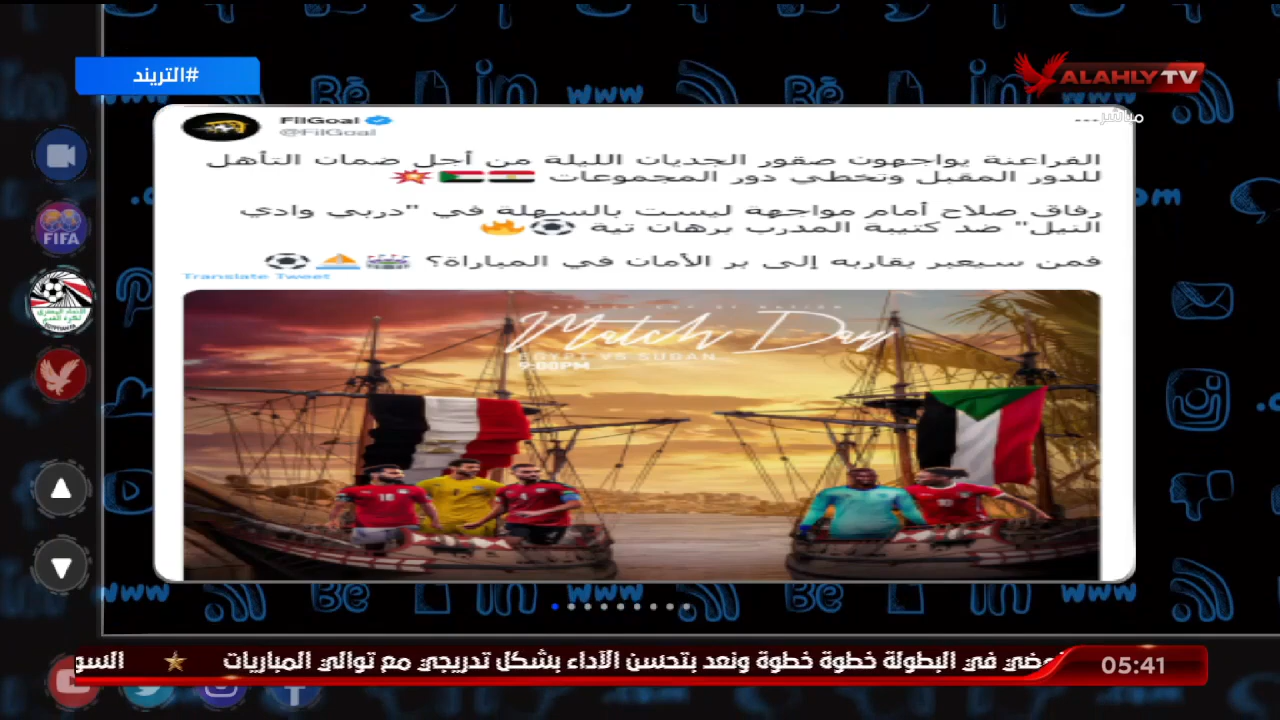 #التريند
ALAHLY TV
مباشر
FilGoal
@FilGoal
الفراعنة يواجهون صقور الجديان الليلة من أجل ضمان التأهل
للدور المقبل وتخطي دور المجموعات
رفاق صلاح أمام مواجهة ليست بالسهلة في "دربي وادي
النيل" ضد كتيبة المدرب برهان تية
فمن سيعبر بقاربه إلى بر الأمان في المباراة؟
Translate Tweet
Match Day
EGYPT VS SUDAN
9:00PM
FIFA
في البطولة خطوة خطوة ونعد بتحسن الآداء بشكل تدريجي مع توالي المباريات
05:41